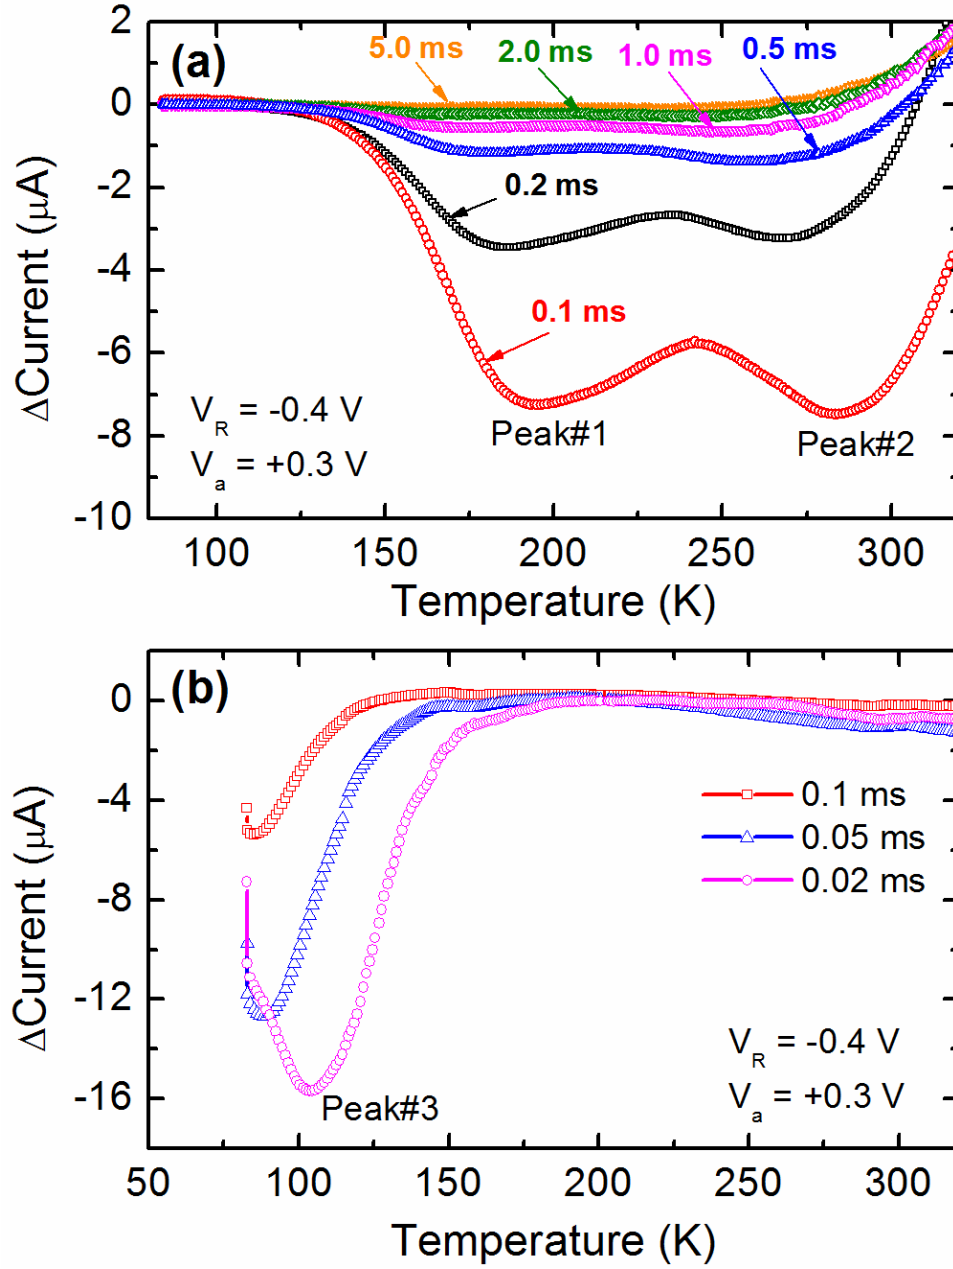 (a)
5.0 ms
2.0 ms
1.0 ms
0.5 ms
0.2 ms
0.1 ms
Peak#1
Peak#2
V_R = -0.4 V
V_a = +0.3 V
2
0
-2
-4
-6
-8
-10
ΔCurrent (μA)
100 150 200 250 300
Temperature (K)
(b)
0
-4
-8
-12
-16
ΔCurrent (μA)
0.1 ms
0.05 ms
0.02 ms
Peak#3
V_R = -0.4 V
V_a = +0.3 V
50 100 150 200 250 300
Temperature (K)